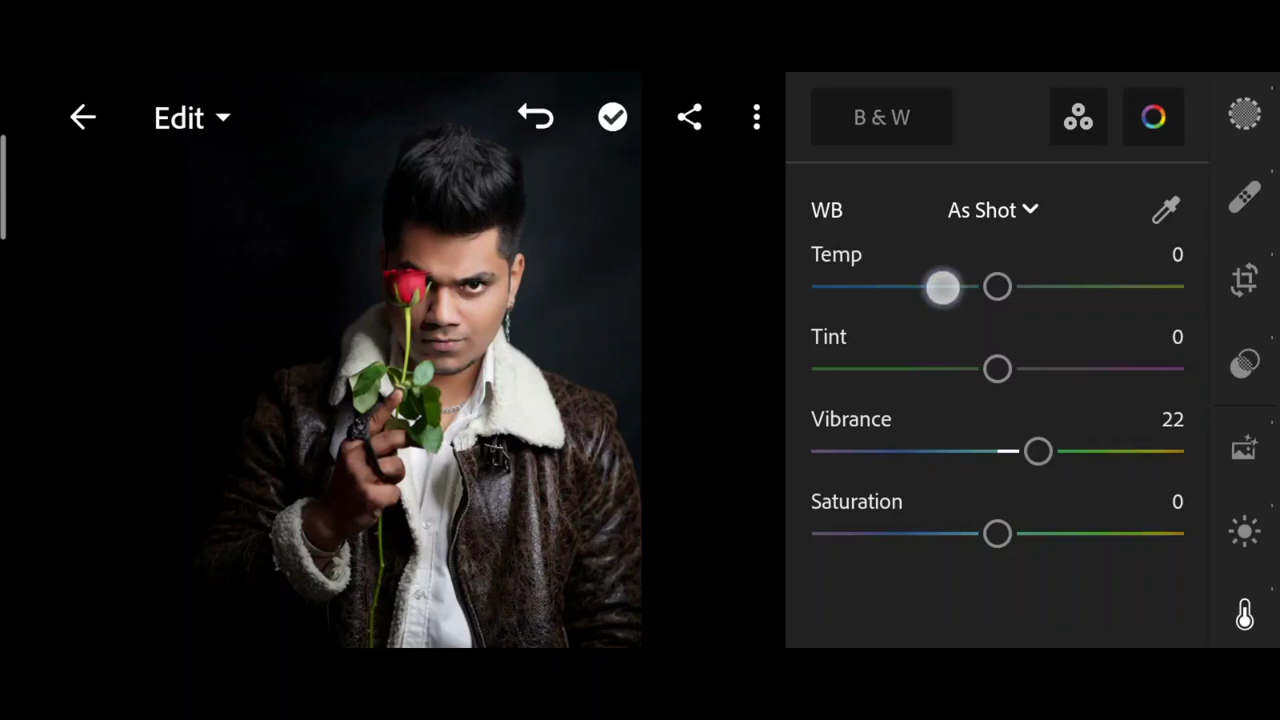 Edit
B & W
WB
As Shot
Temp
0
Tint
0
Vibrance
22
Saturation
0